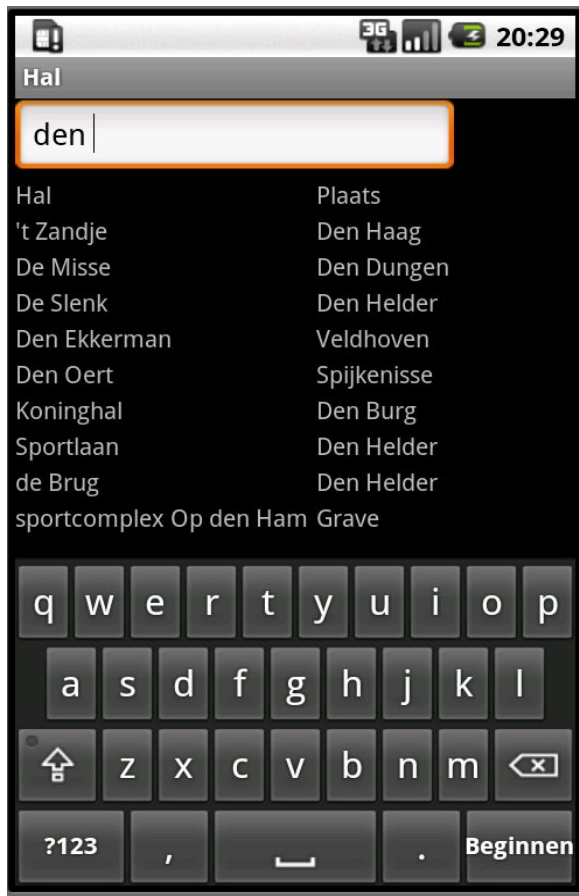 3G 20:29
Hal
den
Hal Plaats
't Zandje Den Haag
De Misse Den Dungen
De Slenk Den Helder
Den Ekkerman Veldhoven
Den Oert Spijkenisse
Koninghal Den Burg
Sportlaan Den Helder
de Brug Den Helder
sportcomplex Op den Ham Grave
q w e r t y u i o p
a s d f g h j k l
z x c v b n m
?123 , . Beginnen